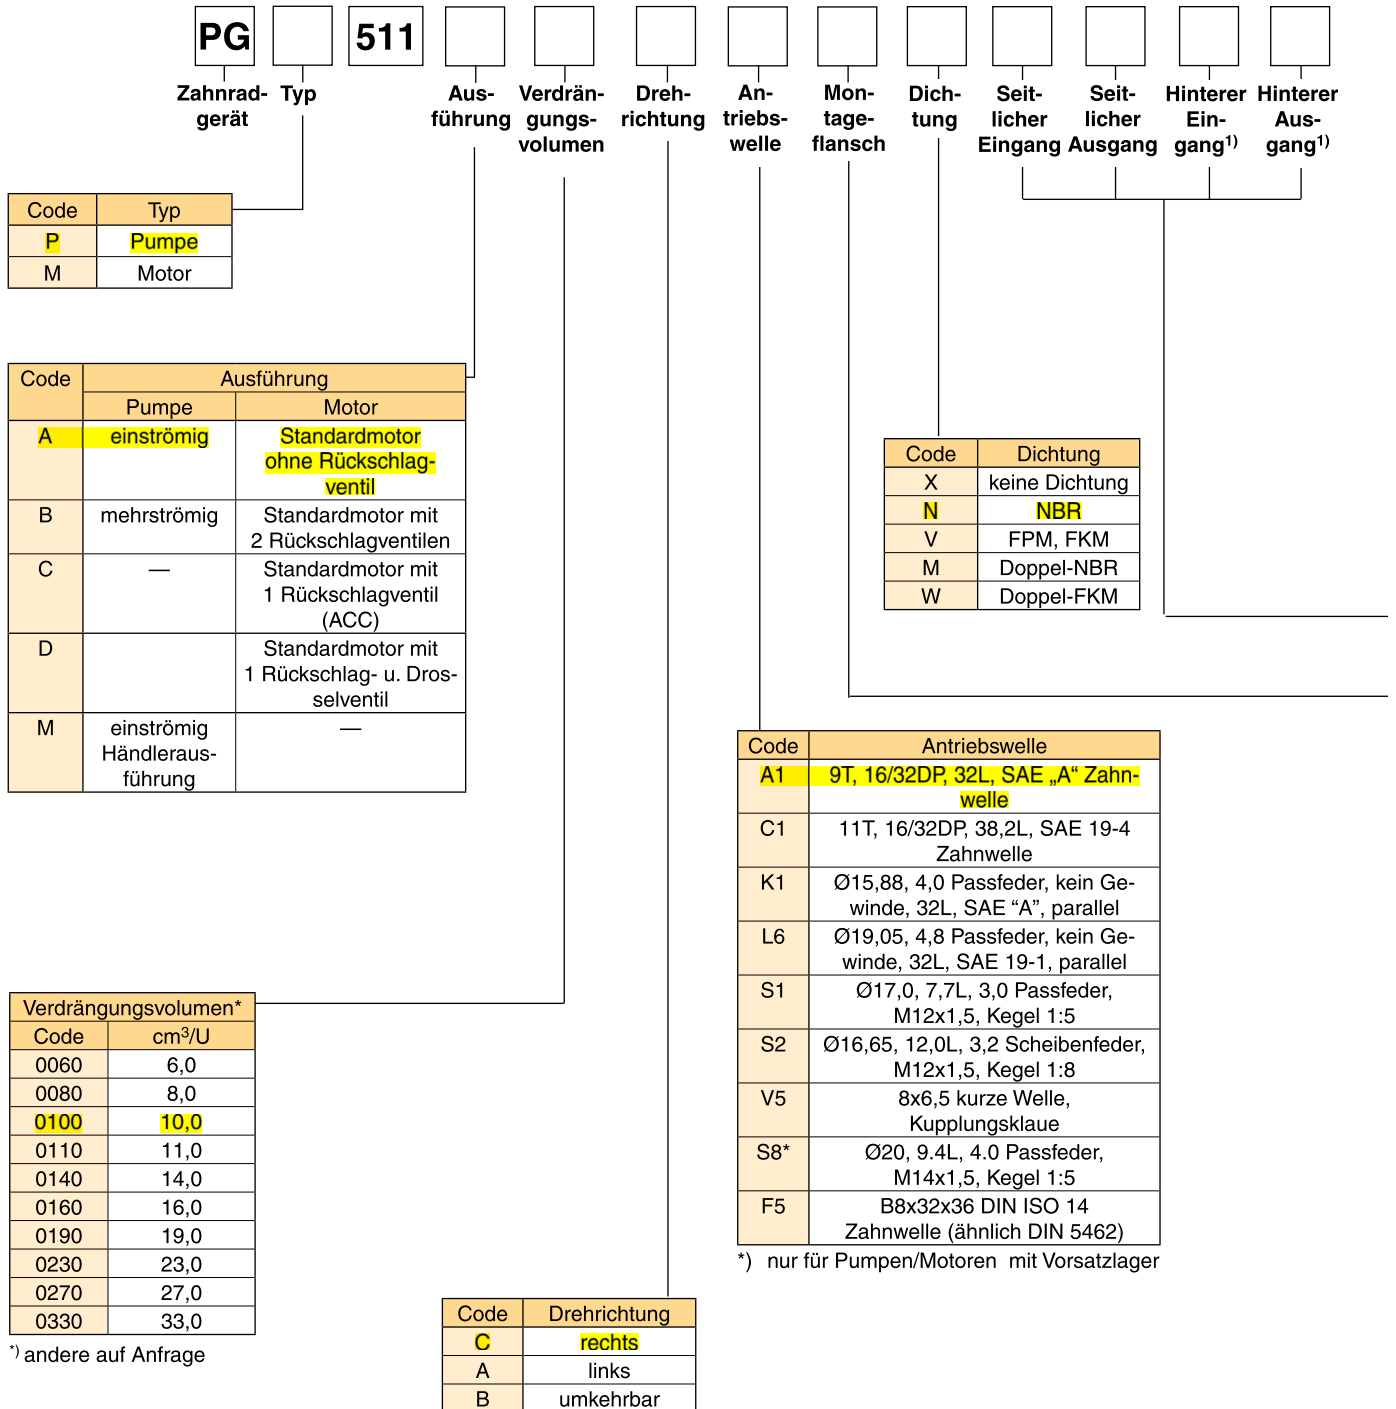 PG 511
Zahnrad- Typ Aus- Verdrän- Dreh- An- Mon- Dich- Seit- Seit- Hinterer Hinterer
gerät führung gungs- richtung triebs- tage- tung licher licher Ein- Aus-
volumen welle flansch Eingang Ausgang gang1) gang1)
Code Typ
P Pumpe
M Motor
Code Ausführung
Pumpe Motor
A einströmig Standardmotor
ohne Rückschlag-
ventil
B mehrströmig Standardmotor mit
2 Rückschlagventilen
C — Standardmotor mit
1 Rückschlagventil
(ACC)
D Standardmotor mit
1 Rückschlag- u. Dros-
selventil
M einströmig —
Händleraus-
führung
Code Dichtung
X keine Dichtung
N NBR
V FPM, FKM
M Doppel-NBR
W Doppel-FKM
Code Antriebswelle
A1 9T, 16/32DP, 32L, SAE „A“ Zahn-
welle
C1 11T, 16/32DP, 38,2L, SAE 19-4
Zahnwelle
K1 Ø15,88, 4,0 Passfeder, kein Ge-
winde, 32L, SAE “A”, parallel
L6 Ø19,05, 4,8 Passfeder, kein Ge-
winde, 32L, SAE 19-1, parallel
S1 Ø17,0, 7,7L, 3,0 Passfeder,
M12x1,5, Kegel 1:5
S2 Ø16,65, 12,0L, 3,2 Scheibenfeder,
M12x1,5, Kegel 1:8
V5 8x6,5 kurze Welle,
Kupplungsklaue
S8* Ø20, 9.4L, 4.0 Passfeder,
M14x1,5, Kegel 1:5
F5 B8x32x36 DIN ISO 14
Zahnwelle (ähnlich DIN 5462)
*) nur für Pumpen/Motoren mit Vorsatzlager
Verdrängungsvolumen*
Code cm3/U
0060 6,0
0080 8,0
0100 10,0
0110 11,0
0140 14,0
0160 16,0
0190 19,0
0230 23,0
0270 27,0
0330 33,0
*) andere auf Anfrage
Code Drehrichtung
C rechts
A links
B umkehrbar